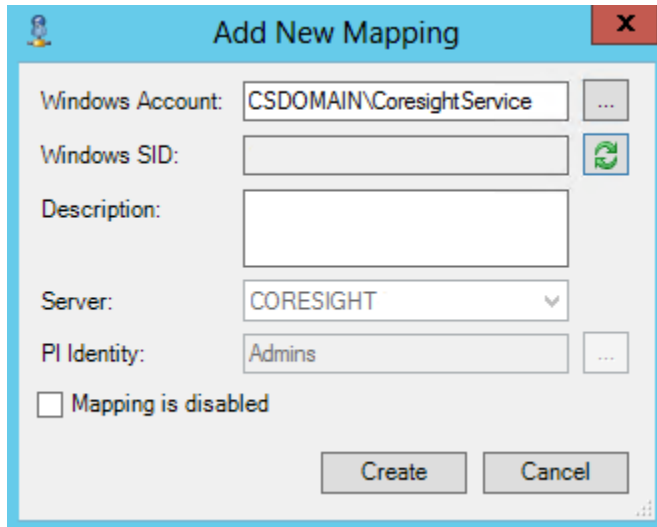 Add New Mapping
x
Windows Account: CSDOMAIN\CoresightService ...
Windows SID:
Description:
Server: CORESIGHT
PI Identity: Admins ...
Mapping is disabled
Create Cancel